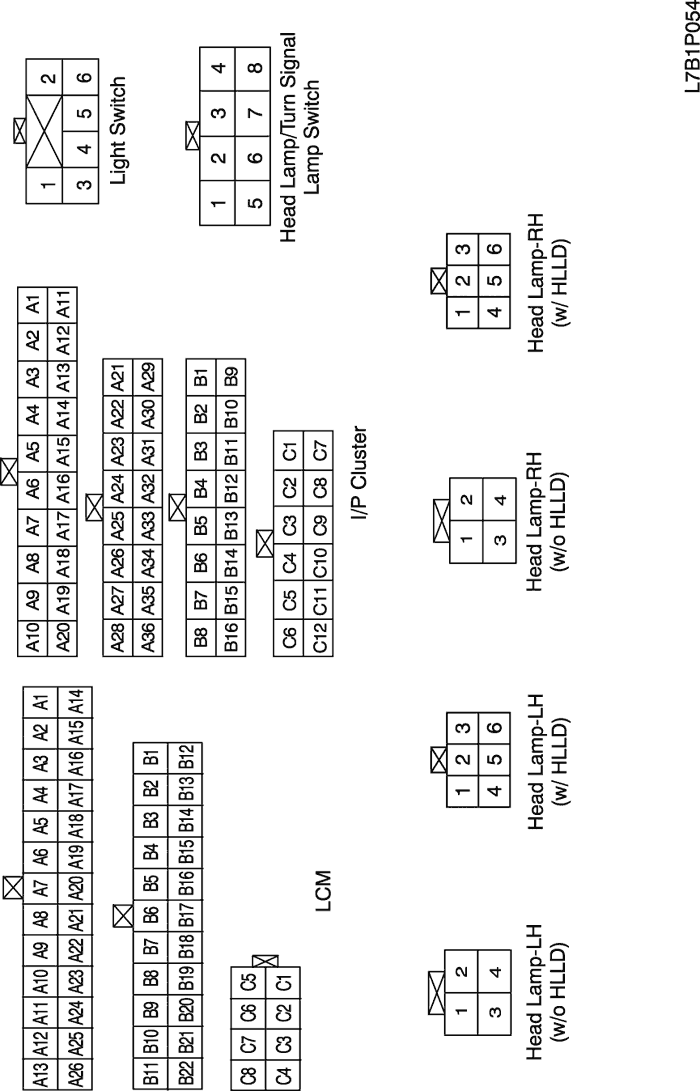 A13 A12 A11 A10 A9 A8 A7 A6 A5 A4 A3 A2 A1
A26 A25 A24 A23 A22 A21 A20 A19 A18 A17 A16 A15 A14
B11 B10 B9 B8 B7 B6 B5 B4 B3 B2 B1
B22 B21 B20 B19 B18 B17 B16 B15 B14 B13 B12
C8 C7 C6 C5
C4 C3 C2 C1
LCM
A10 A9 A8 A7 A6 A5 A4 A3 A2 A1
A20 A19 A18 A17 A16 A15 A14 A13 A12 A11
A28 A27 A26 A25 A24 A23 A22 A21
A36 A35 A34 A33 A32 A31 A30 A29
B8 B7 B6 B5 B4 B3 B2 B1
B16 B15 B14 B13 B12 B11 B10 B9
C6 C5 C4 C3 C2 C1
C12 C11 C10 C9 C8 C7
I/P Cluster
1 2
3 4 5 6
Light Switch
1 2 3 4
5 6 7 8
Head Lamp/Turn Signal
Lamp Switch
1 2
3 4
Head Lamp-LH
(w/o HLLD)
1 2 3
4 5 6
Head Lamp-LH
(w/ HLLD)
1 2
3 4
Head Lamp-RH
(w/o HLLD)
1 2 3
4 5 6
Head Lamp-RH
(w/ HLLD)
L7B1P054